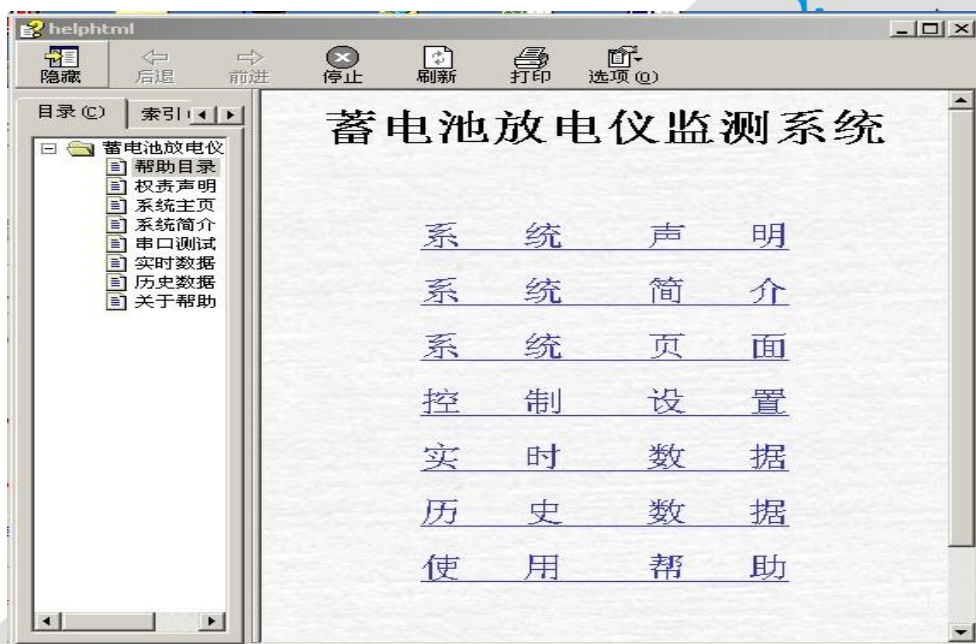 helphtml
隐藏 后退 前进 停止 刷新 打印 选项(O)
目录(C) 索引
蓄电池放电仪
帮助目录
权责声明
系统主页
系统简介
串口测试
实时数据
历史数据
关于帮助
蓄电池放电仪监测系统
系统声明
系统简介
系统页面
控制设置
实时数据
历史数据
使用帮助